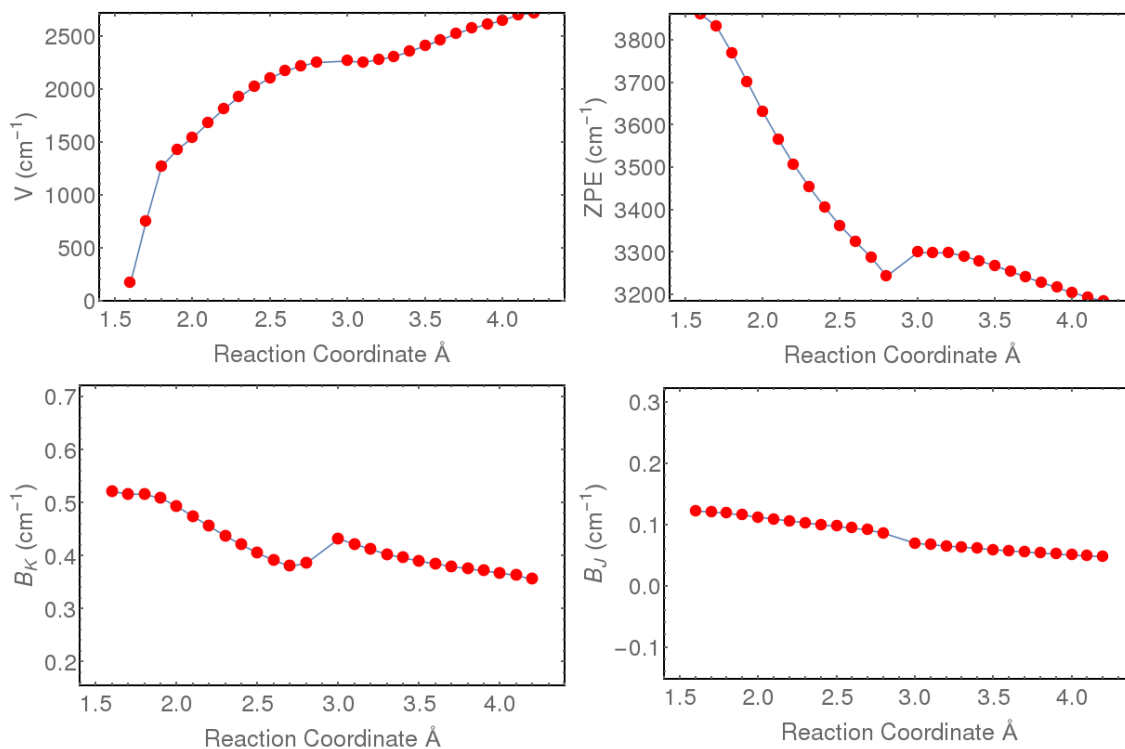 V (cm⁻¹)
2500
2000
1500
1000
500
0
1.5 2.0 2.5 3.0 3.5 4.0
Reaction Coordinate Å
ZPE (cm⁻¹)
3800
3700
3600
3500
3400
3300
3200
1.5 2.0 2.5 3.0 3.5 4.0
Reaction Coordinate Å
B_K (cm⁻¹)
0.7
0.6
0.5
0.4
0.3
0.2
1.5 2.0 2.5 3.0 3.5 4.0
Reaction Coordinate Å
B_J (cm⁻¹)
0.3
0.2
0.1
0.0
−0.1
1.5 2.0 2.5 3.0 3.5 4.0
Reaction Coordinate Å